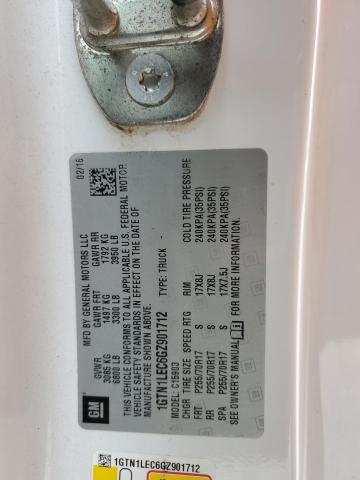 02/16
MFD BY GENERAL MOTORS LLC
GVWR GAWR FRT GAWR RR
3085 KG 1497 KG 1792 KG
6800 LB 3300 LB 3950 LB
THIS VEHICLE CONFORMS TO ALL APPLICABLE U.S. FEDERAL MOTOR
VEHICLE SAFETY STANDARDS IN EFFECT ON THE DATE OF
MANUFACTURE SHOWN ABOVE.
1GTN1LEC6GZ901712 TYPE: TRUCK
MODEL: C15903
CHGR TIRE SIZE SPEED RTG RIM COLD TIRE PRESSURE
FRT P255/70R17 S 17X8J 240KPA(35PSI)
RR P255/70R17 S 17X8J 240KPA(35PSI)
SPA P255/70R17 S 17X7.5J 240KPA(35PSI)
SEE OWNER'S MANUAL FOR MORE INFORMATION.
GM
1GTN1LEC6GZ901712